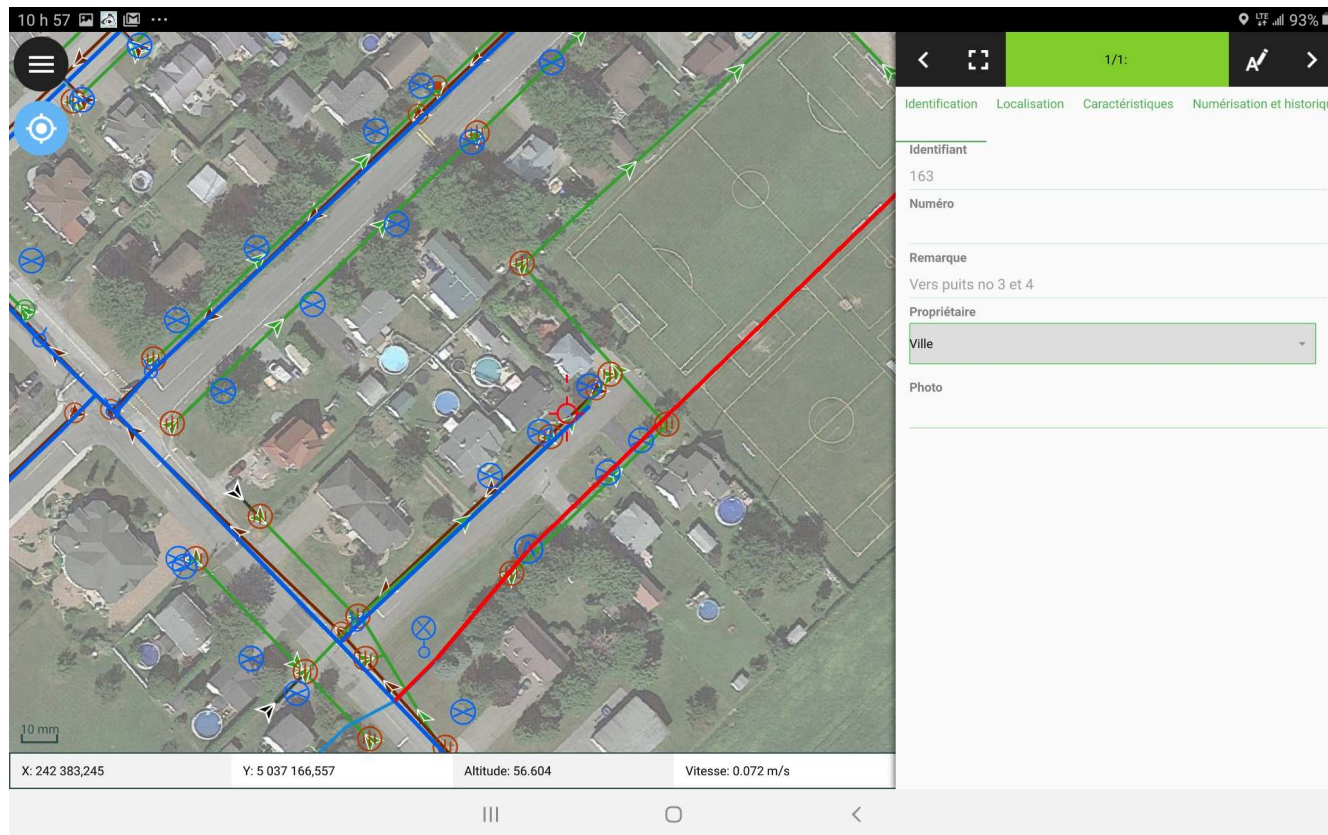 10 h 57
LTE 93%
1/1:
Identification Localisation Caractéristiques Numérisation et historiqu
Identifiant
163
Numéro
Remarque
Vers puits no 3 et 4
Propriétaire
Ville
Photo
10 mm
X: 242 383,245 Y: 5 037 166,557 Altitude: 56.604 Vitesse: 0.072 m/s